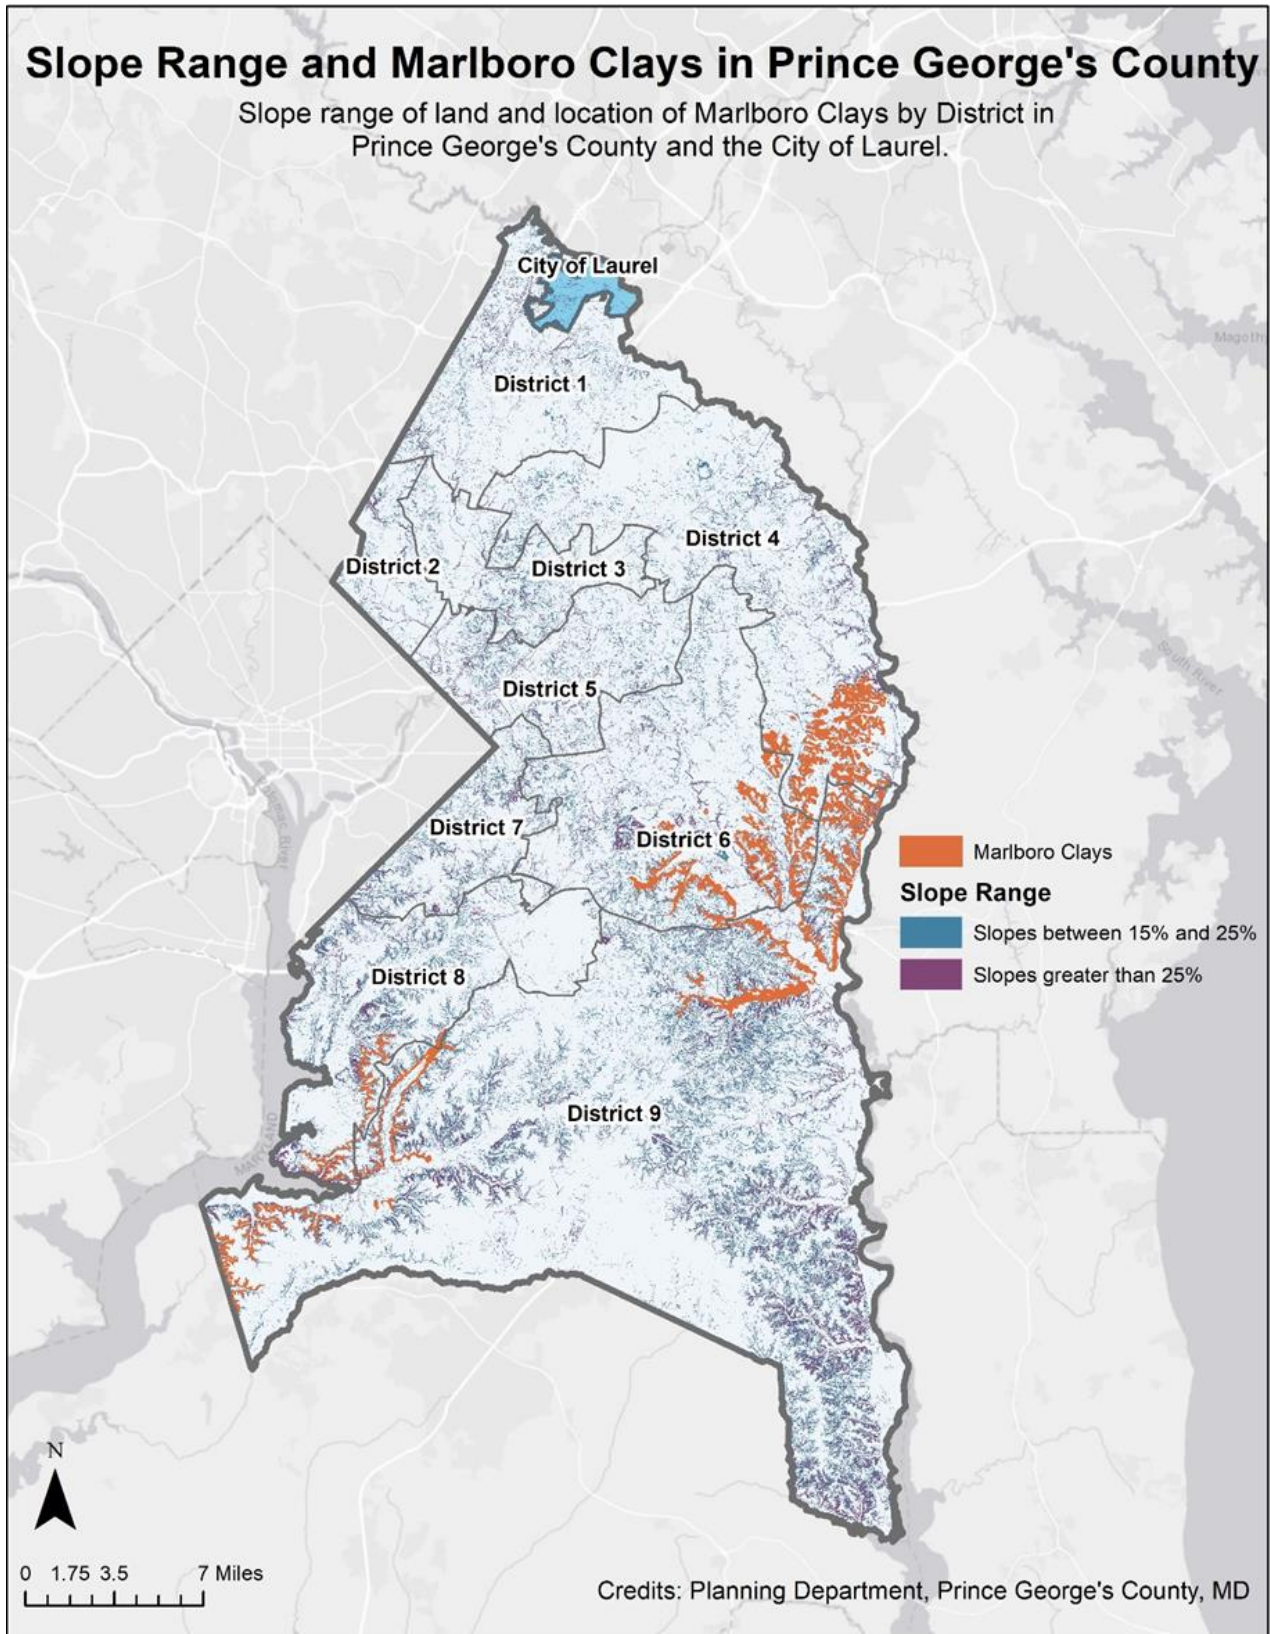 Slope Range and Marlboro Clays in Prince George's County
Slope range of land and location of Marlboro Clays by District in
Prince George's County and the City of Laurel.
City of Laurel
District 1
Magothy
District 4
District 2
District 3
South River
District 5
District 7
District 6
Marlboro Clays
Slope Range
Slopes between 15% and 25%
Slopes greater than 25%
District 8
District 9
MARYLAND
N
0 1.75 3.5 7 Miles
Credits: Planning Department, Prince George's County, MD